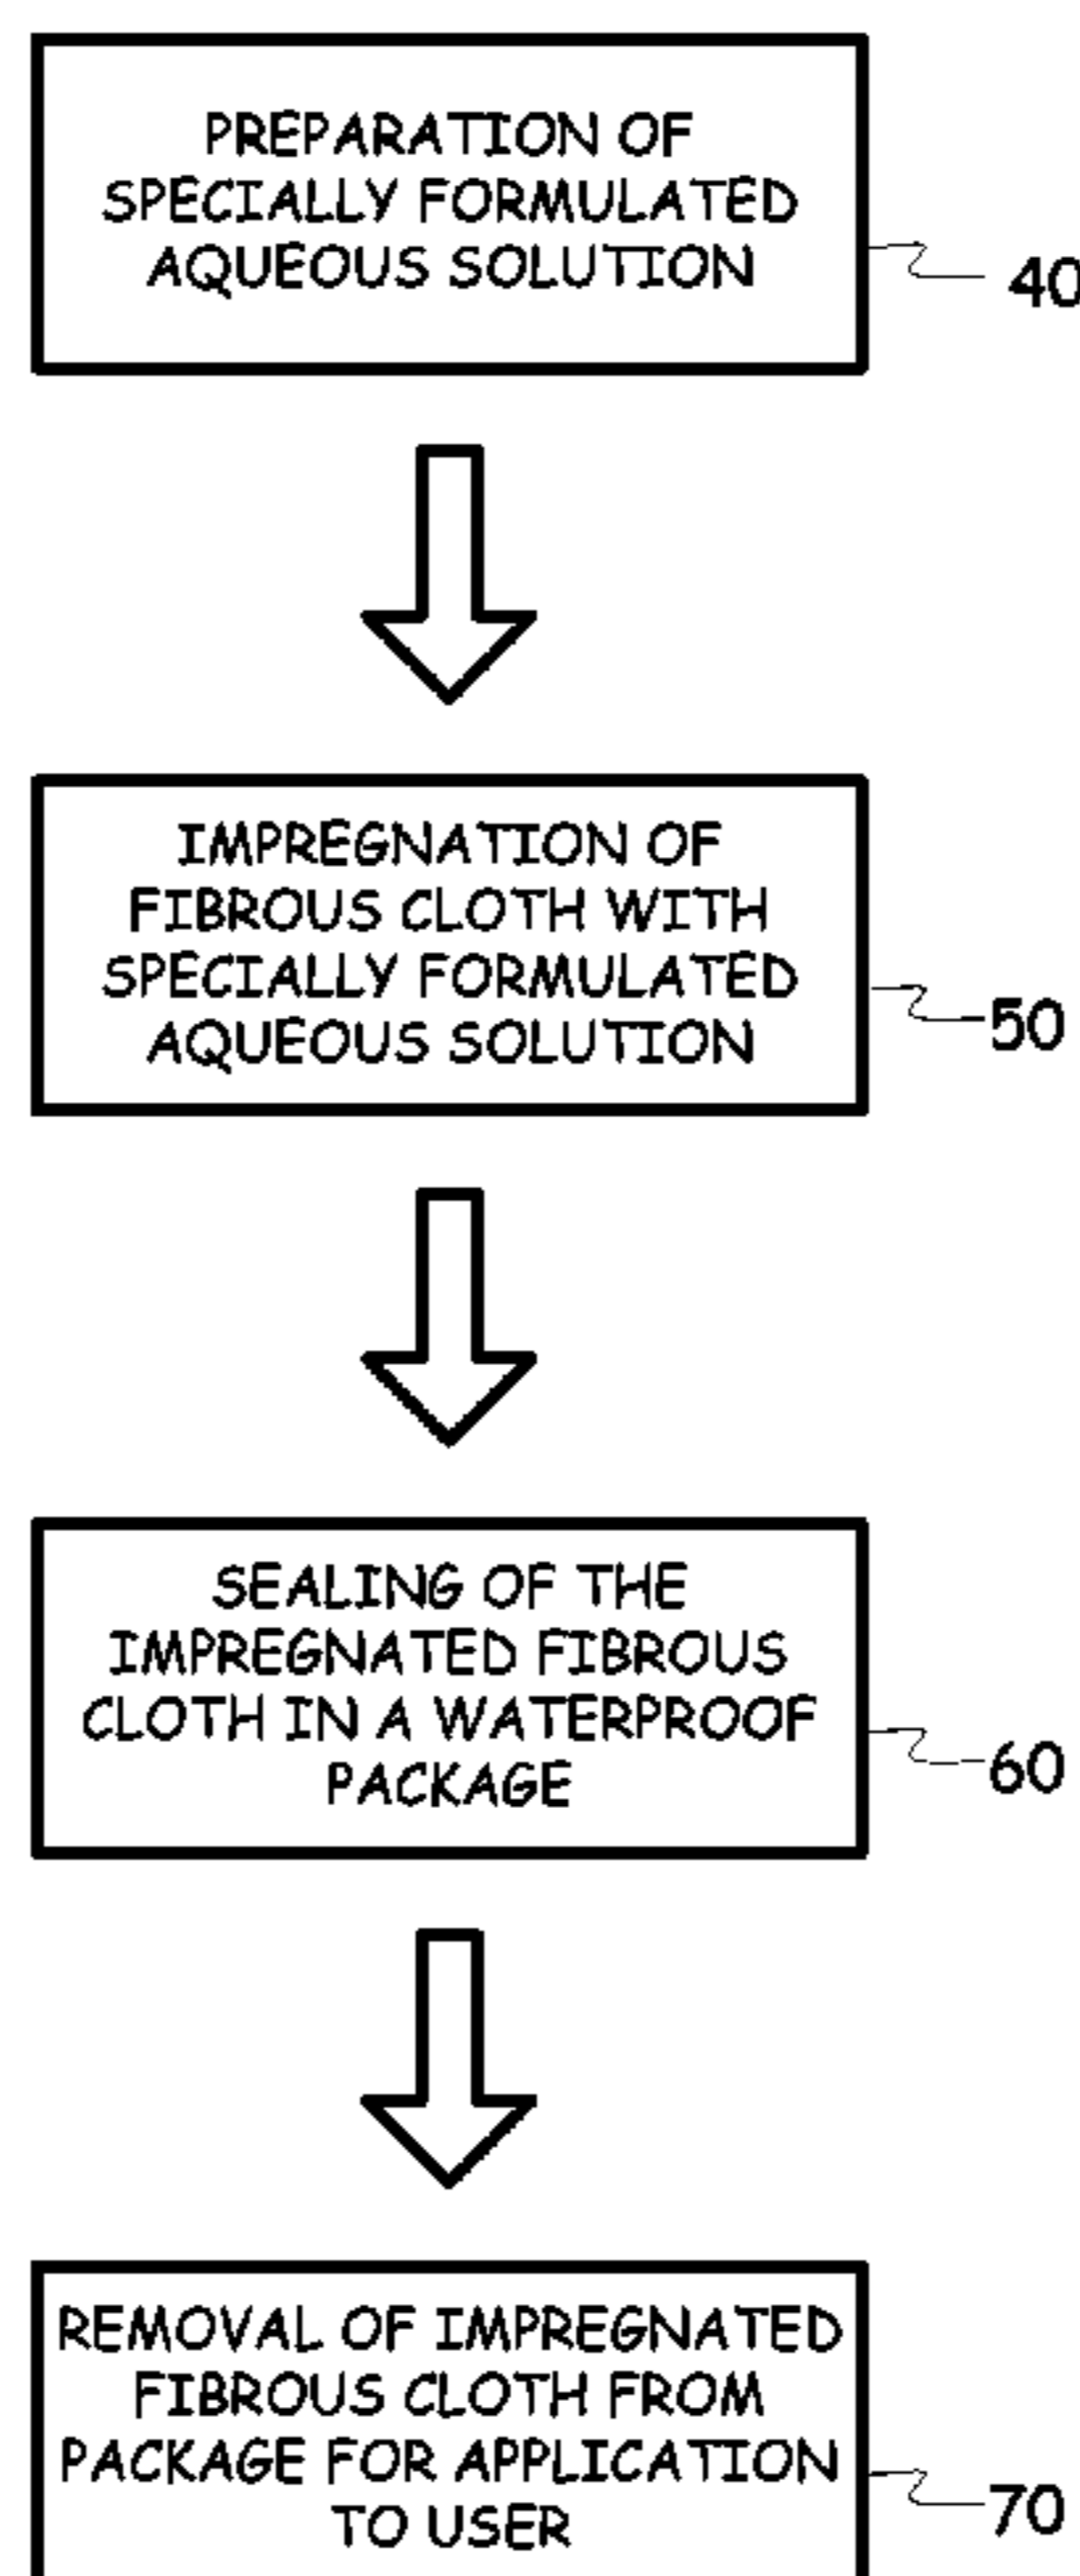 PREPARATION OF
SPECIALLY FORMULATED
AQUEOUS SOLUTION
40
IMPREGNATION OF
FIBROUS CLOTH WITH
SPECIALLY FORMULATED
AQUEOUS SOLUTION
50
SEALING OF THE
IMPREGNATED FIBROUS
CLOTH IN A WATERPROOF
PACKAGE
60
REMOVAL OF IMPREGNATED
FIBROUS CLOTH FROM
PACKAGE FOR APPLICATION
TO USER
70